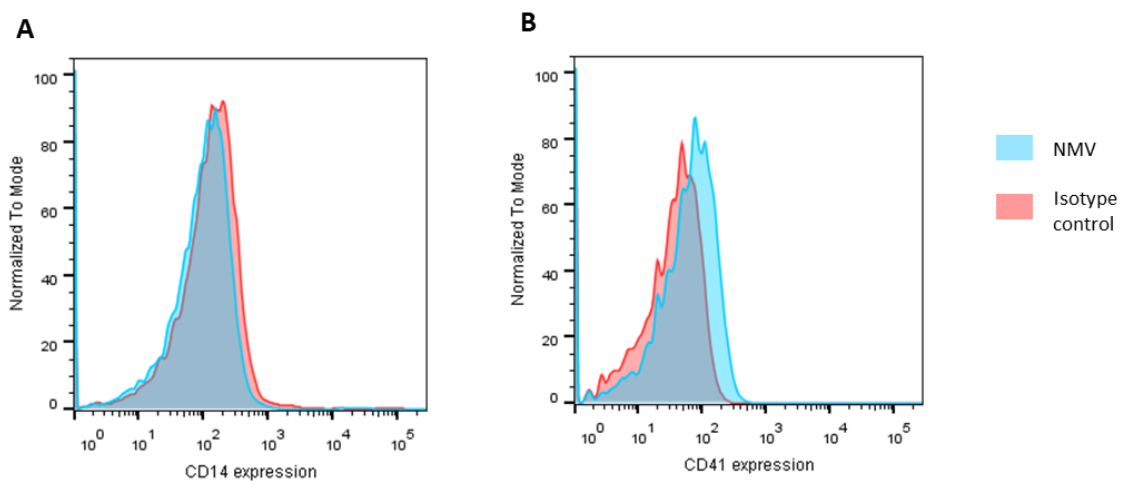 A
B
100
80
60
40
20
0
Normalized To Mode
10^0
10^1
10^2
10^3
10^4
10^5
CD14 expression
100
80
60
40
20
0
Normalized To Mode
10^0
10^1
10^2
10^3
10^4
10^5
CD41 expression
NMV
Isotype
control